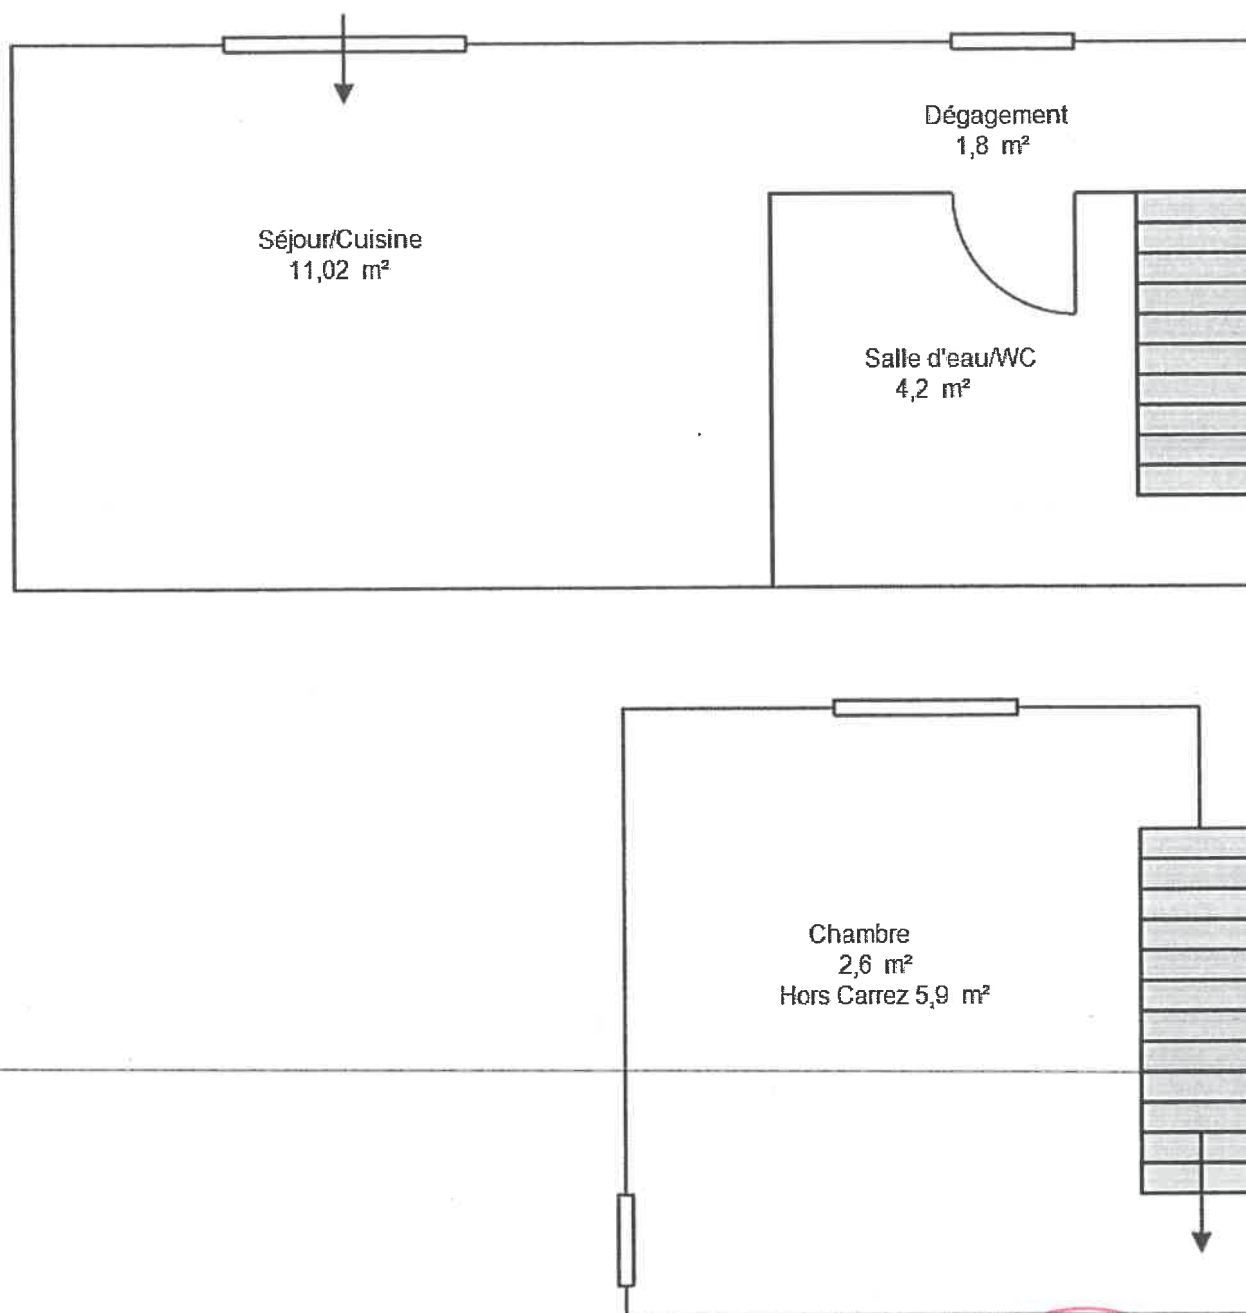 Dégagement
1,8 m²
Séjour/Cuisine
11,02 m²
Salle d'eau/WC
4,2 m²
Chambre
2,6 m²
Hors Carrez 5,9 m²